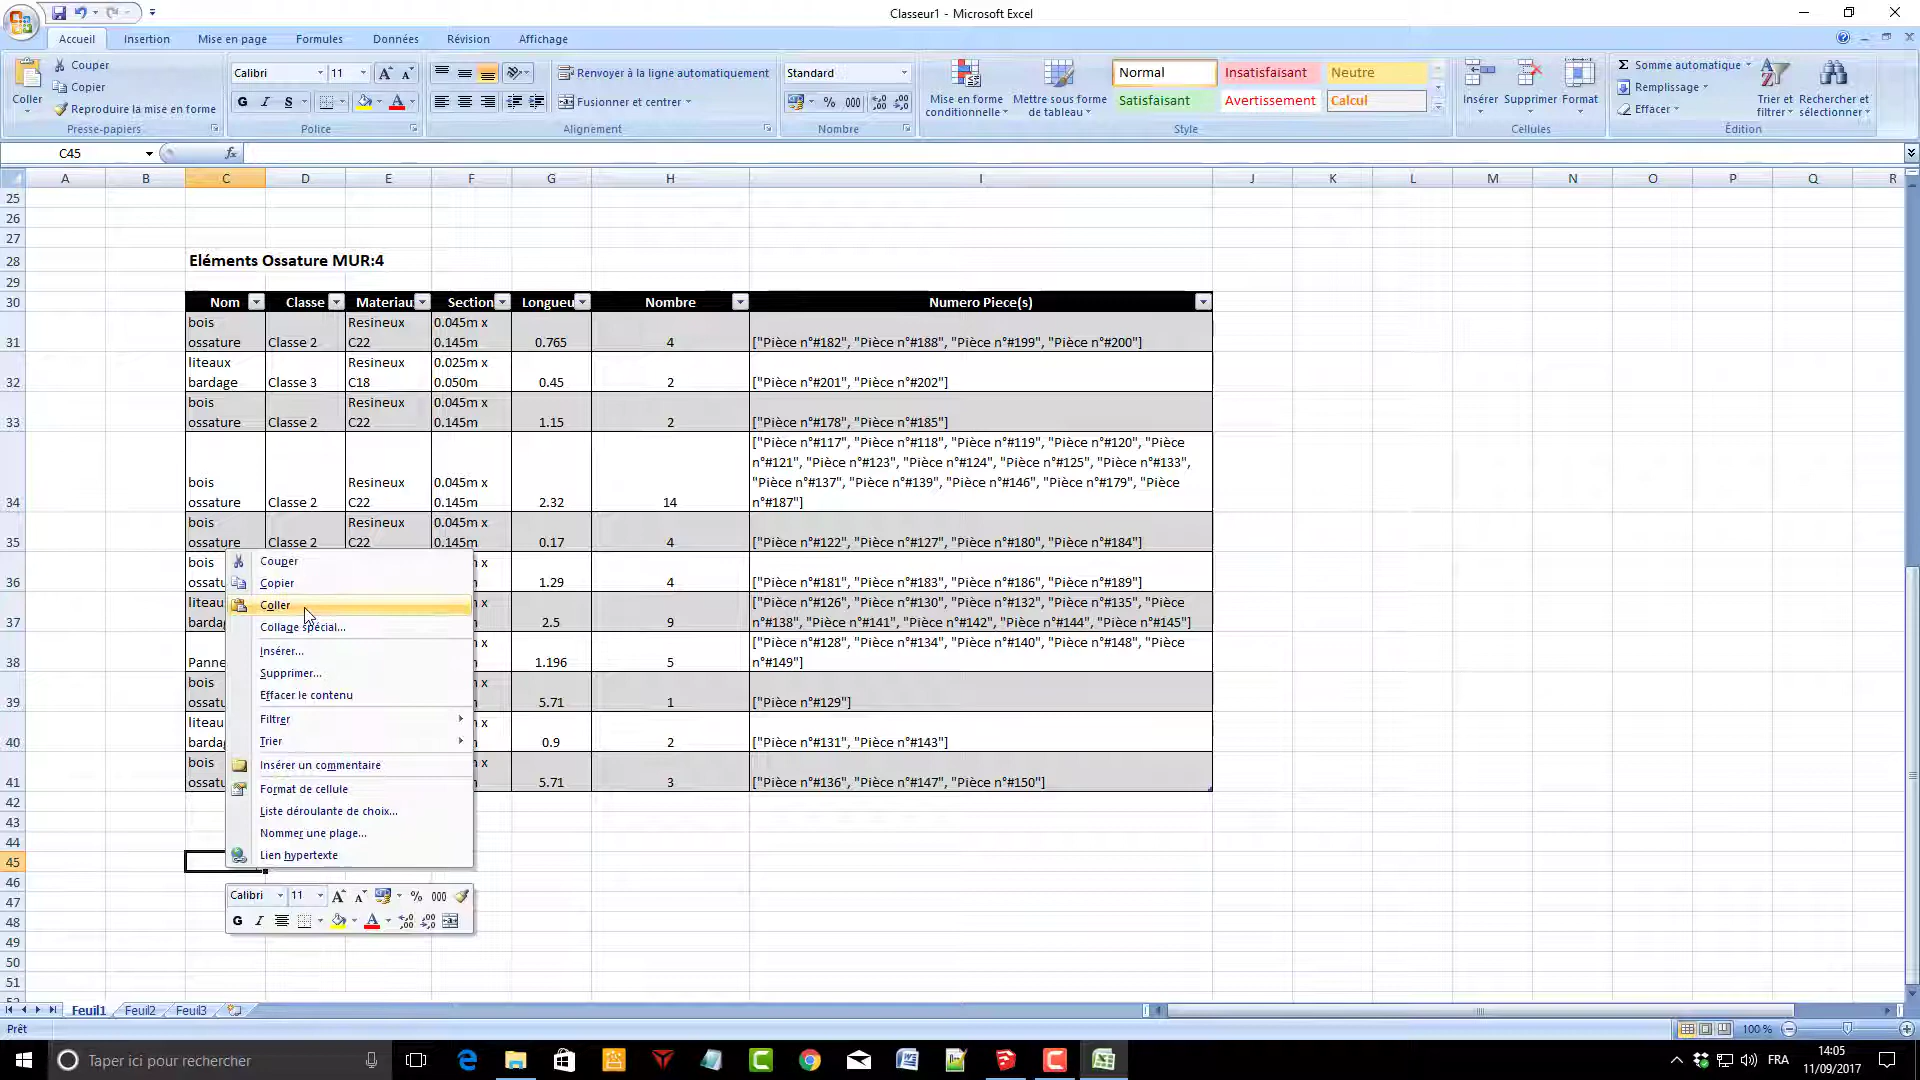 Classeur1 - Microsoft Excel
Accueil Insertion Mise en page Formules Données Révision Affichage
Coller
Couper
Copier
Reproduire la mise en forme
Presse-papiers
Calibri 11
G I S
Police
Renvoyer à la ligne automatiquement
Fusionner et centrer
Alignement
Standard
% 000
Nombre
Mise en forme conditionnelle
Mettre sous forme de tableau
Normal Insatisfaisant Neutre
Satisfaisant Avertissement Calcul
Style
Insérer Supprimer Format
Cellules
Somme automatique
Remplissage
Effacer
Trier et filtrer
Rechercher et sélectionner
Édition
C45 fx
A B C D E F G H I J K L M N O P Q R
25
26
27
28 Eléments Ossature MUR:4
29
30 Nom Classe Materiau Section Longueu Nombre Numero Piece(s)
31 bois ossature Classe 2 Resineux C22 0.045m x 0.145m 0.765 4 ["Pièce n°#182", "Pièce n°#188", "Pièce n°#199", "Pièce n°#200"]
32 liteaux bardage Classe 3 Resineux C18 0.025m x 0.050m 0.45 2 ["Pièce n°#201", "Pièce n°#202"]
33 bois ossature Classe 2 Resineux C22 0.045m x 0.145m 1.15 2 ["Pièce n°#178", "Pièce n°#185"]
34 bois ossature Classe 2 Resineux C22 0.045m x 0.145m 2.32 14 ["Pièce n°#117", "Pièce n°#118", "Pièce n°#119", "Pièce n°#120", "Pièce
n°#121", "Pièce n°#123", "Pièce n°#124", "Pièce n°#125", "Pièce n°#133",
"Pièce n°#137", "Pièce n°#139", "Pièce n°#146", "Pièce n°#179", "Pièce
n°#187"]
35 bois ossature Classe 2 Resineux C22 0.045m x 0.145m 0.17 4 ["Pièce n°#122", "Pièce n°#127", "Pièce n°#180", "Pièce n°#184"]
36 bois ossatu m x 1.29 4 ["Pièce n°#181", "Pièce n°#183", "Pièce n°#186", "Pièce n°#189"]
37 liteau bardag m x 2.5 9 ["Pièce n°#126", "Pièce n°#130", "Pièce n°#132", "Pièce n°#135", "Pièce
n°#138", "Pièce n°#141", "Pièce n°#142", "Pièce n°#144", "Pièce n°#145"]
38 Panne m x 1.196 5 ["Pièce n°#128", "Pièce n°#134", "Pièce n°#140", "Pièce n°#148", "Pièce
n°#149"]
39 bois ossatu m x 5.71 1 ["Pièce n°#129"]
40 liteau bardag m x 0.9 2 ["Pièce n°#131", "Pièce n°#143"]
41 bois ossatu m x 5.71 3 ["Pièce n°#136", "Pièce n°#147", "Pièce n°#150"]
42
43
44
45
46
47
48
49
50
51
Couper
Copier
Coller
Collage spécial...
Insérer...
Supprimer...
Effacer le contenu
Filtrer
Trier
Insérer un commentaire
Format de cellule
Liste déroulante de choix...
Nommer une plage...
Lien hypertexte
Calibri 11 A A % 000
G I A
Feuil1 Feuil2 Feuil3
Prêt
100 %
Taper ici pour rechercher
FRA
14:05
11/09/2017